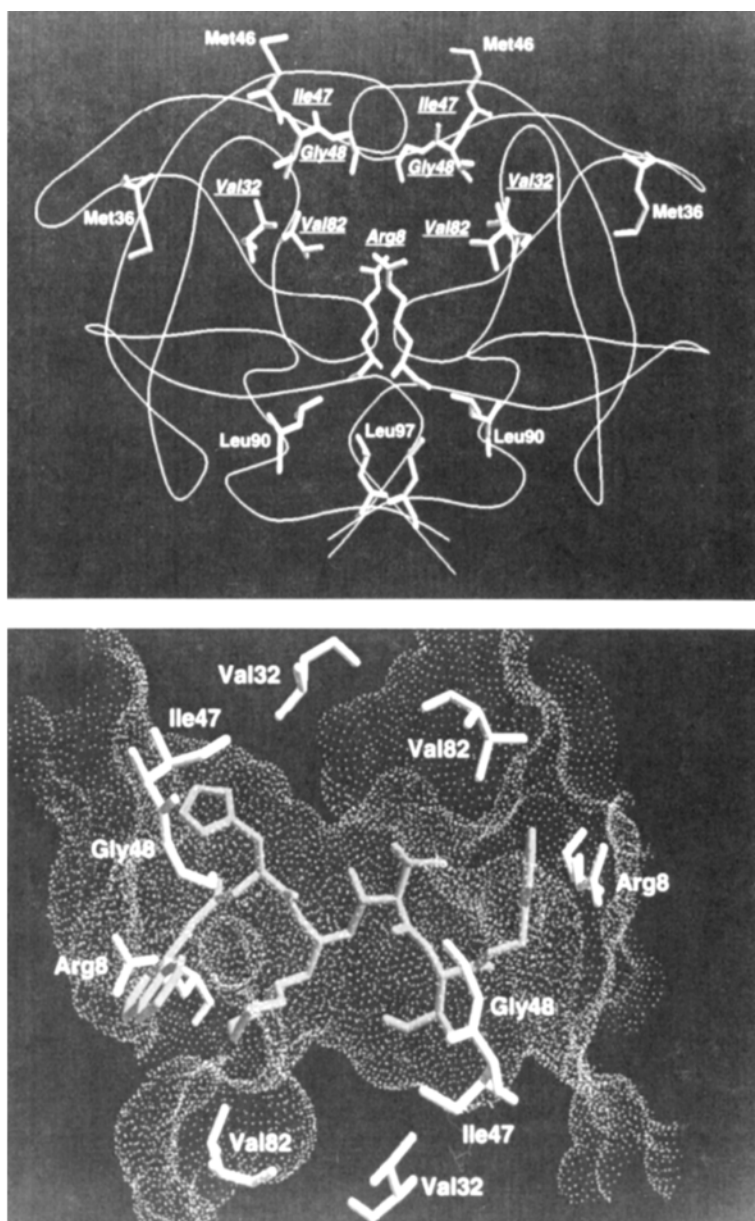 Met46
Met46
Ile47
Ile47
Gly48
Gly48
Val32
Val32
Met36
Met36
Val82
Arg8
Val82
Leu90
Leu97
Leu90
Val32
Ile47
Val82
Gly48
Arg8
Arg8
Gly48
Val82
Ile47
Val32